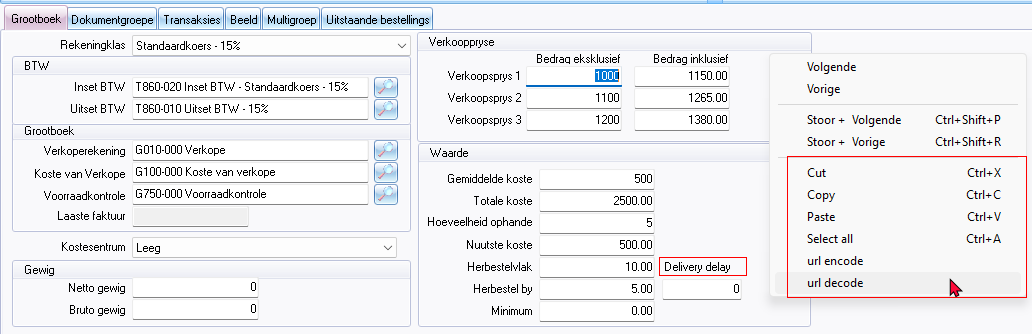 Grootboek Dokumentgroepe Transaksies Beeld Multigroep Uitstaande bestellings
Rekeningklas Standaardkoers - 15%
BTW
Inset BTW T860-020 Inset BTW - Standaardkoers - 15%
Uitset BTW T860-010 Uitset BTW - 15%
Grootboek
Verkoperekening G010-000 Verkope
Koste van Verkope G100-000 Koste van verkope
Voorraadkontrole G750-000 Voorraadkontrole
Laaste faktuur
Kostesentrum Leeg
Gewig
Netto gewig 0
Bruto gewig 0
Verkooppryse
Bedrag eksklusief Bedrag inklusief
Verkoopsprys 1 1000 1150.00
Verkoopsprys 2 1100 1265.00
Verkoopsprys 3 1200 1380.00
Waarde
Gemiddelde koste 500
Totale koste 2500.00
Hoeveelheid ophande 5
Nuutste koste 500.00
Herbestelvlak 10.00 Delivery delay
Herbestel by 5.00 0
Minimum 0.00
Volgende
Vorige
Stoor + Volgende Ctrl+Shift+P
Stoor + Vorige Ctrl+Shift+R
Cut Ctrl+X
Copy Ctrl+C
Paste Ctrl+V
Select all Ctrl+A
url encode
url decode